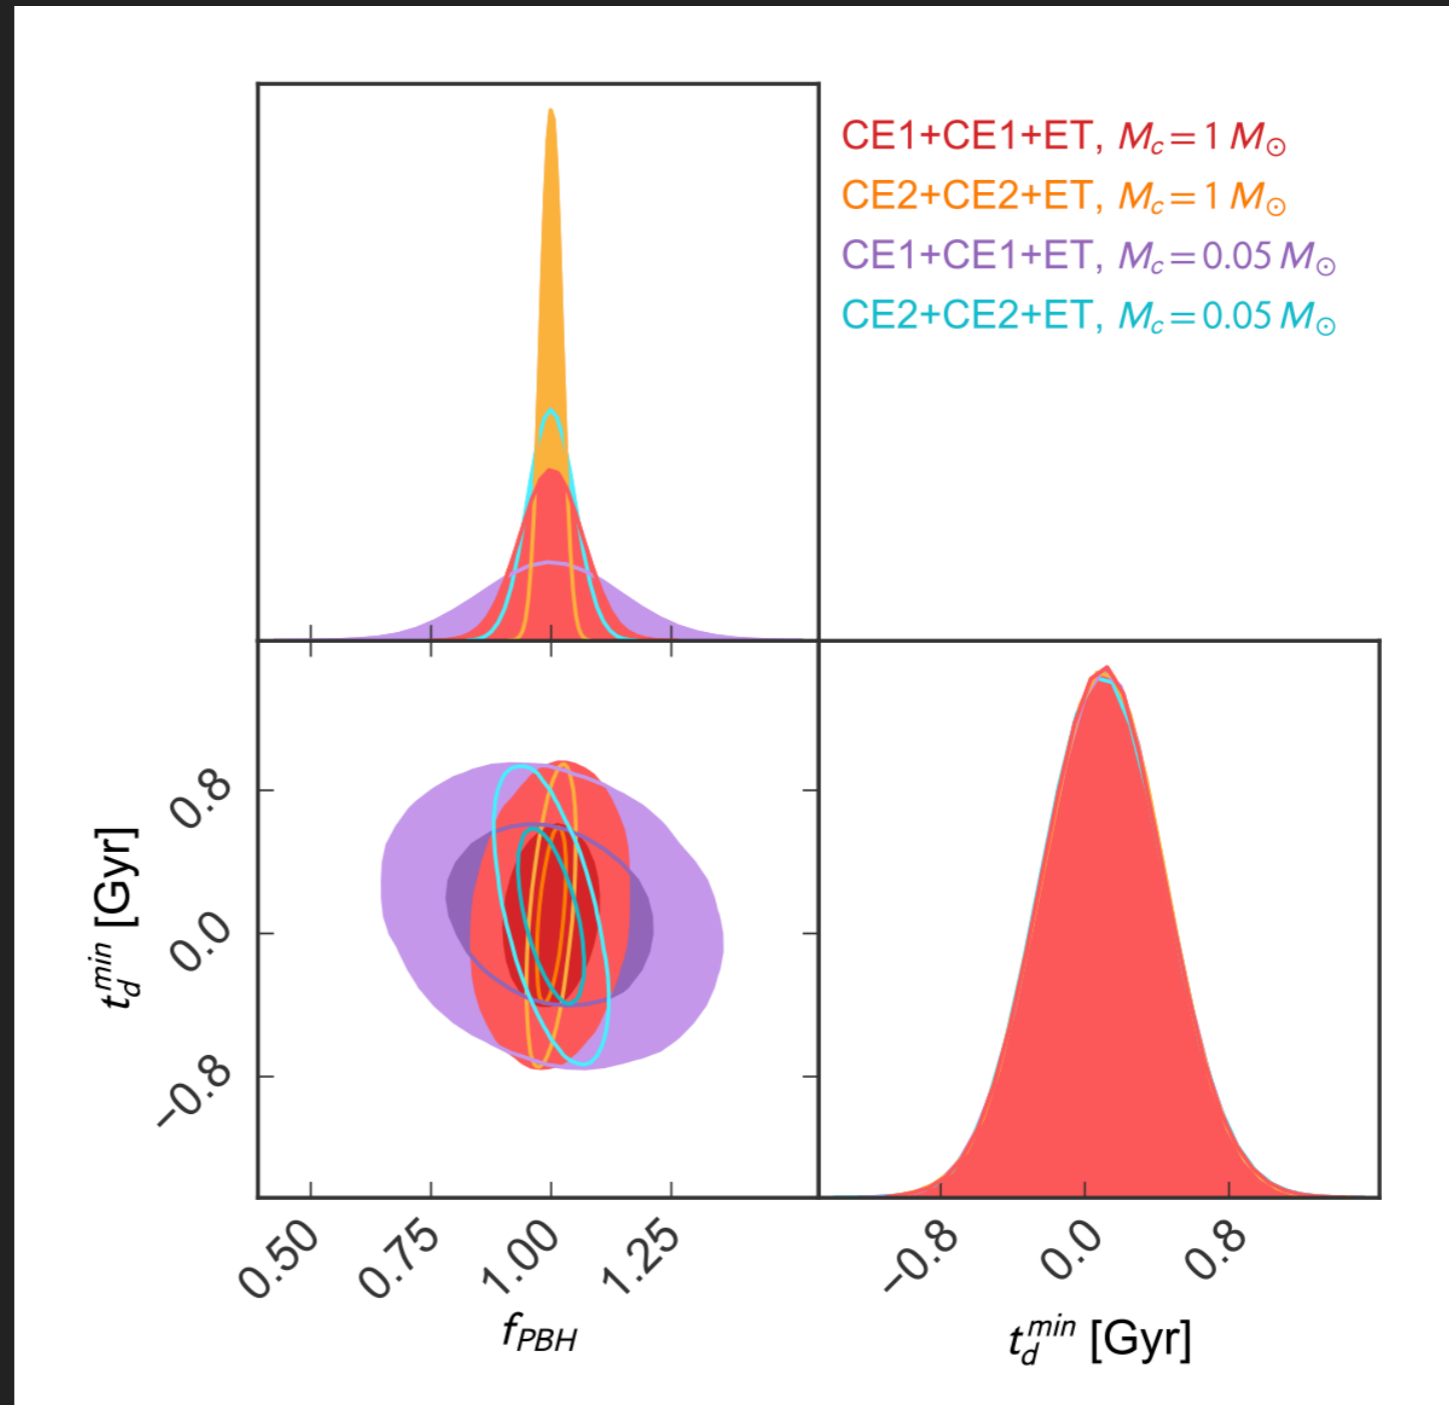 CE1+CE1+ET, M_c = 1 M_⊙
CE2+CE2+ET, M_c = 1 M_⊙
CE1+CE1+ET, M_c = 0.05 M_⊙
CE2+CE2+ET, M_c = 0.05 M_⊙
0.8
0.0
−0.8
t_d^min [Gyr]
0.50 0.75 1.00 1.25
f_PBH
−0.8 0.0 0.8
t_d^min [Gyr]